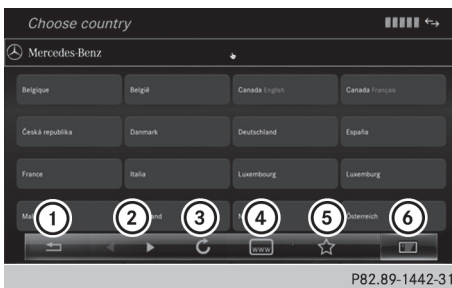 Choose country
Mercedes-Benz
Belgique België Canada English Canada Français
Česká republika Danmark Deutschland España
France Italia Luxembourg Luxemburg
Österreich
1 2 3 4 5 6
www
P82.89-1442-31